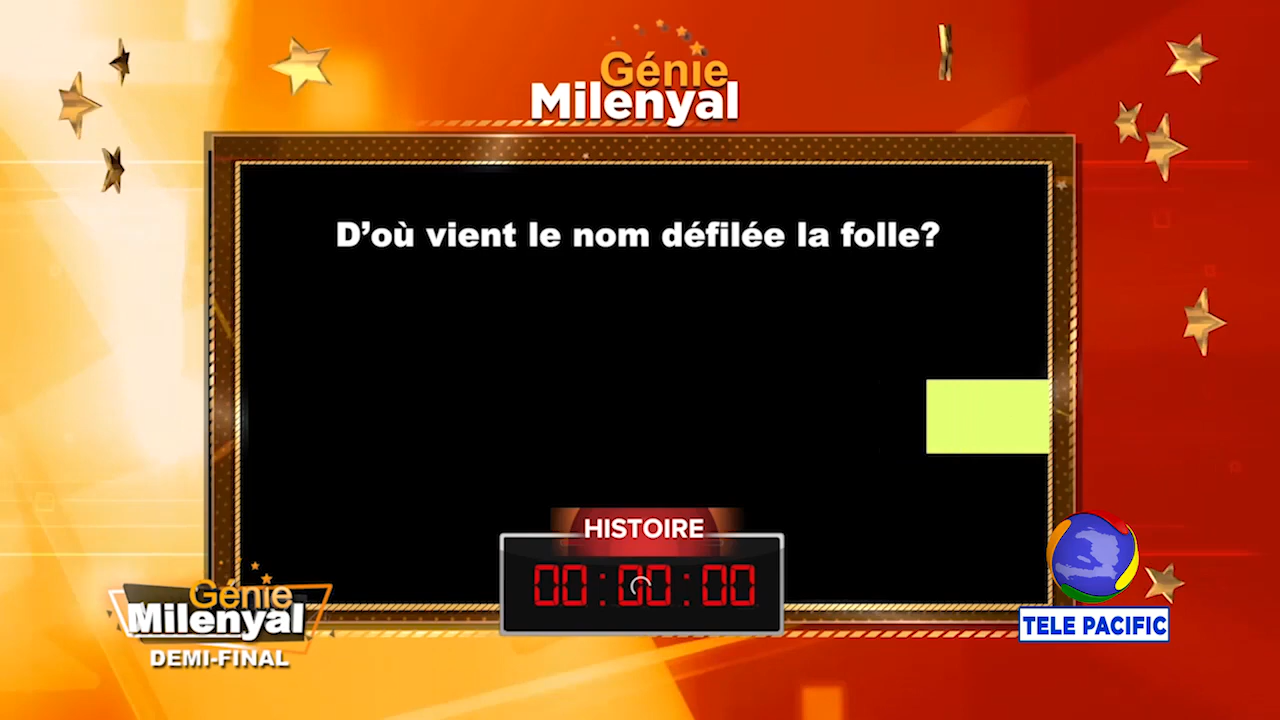 Génie
Milenyal
D'où vient le nom défilée la folle?
HISTOIRE
00:00:00
Génie
Milenyal
DEMI-FINAL
TELE PACIFIC